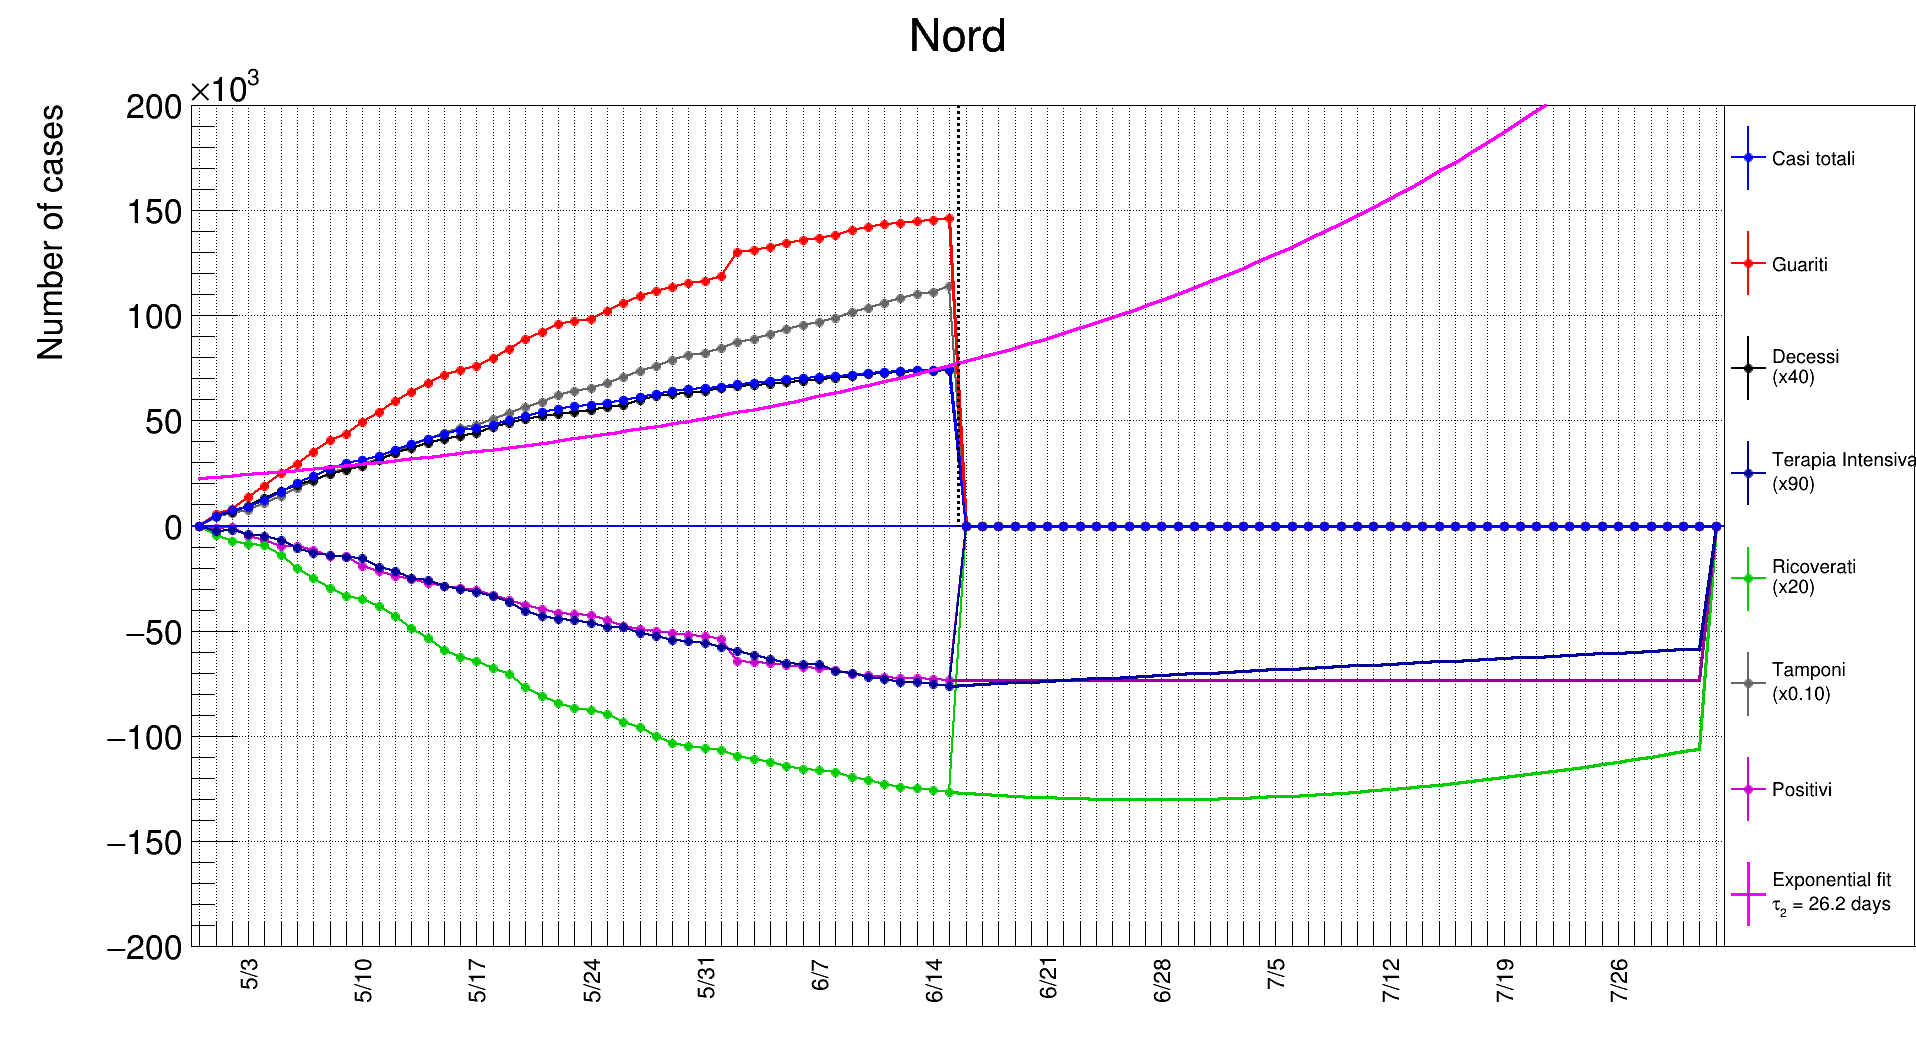 Nord
×10³
Number of cases
200
150
100
50
0
−50
−100
−150
−200
5/3
5/10
5/17
5/24
5/31
6/7
6/14
6/21
6/28
7/5
7/12
7/19
7/26
Casi totali
Guariti
Decessi
(x40)
Terapia Intensiva
(x90)
Ricoverati
(x20)
Tamponi
(x0.10)
Positivi
Exponential fit
τ₂ = 26.2 days